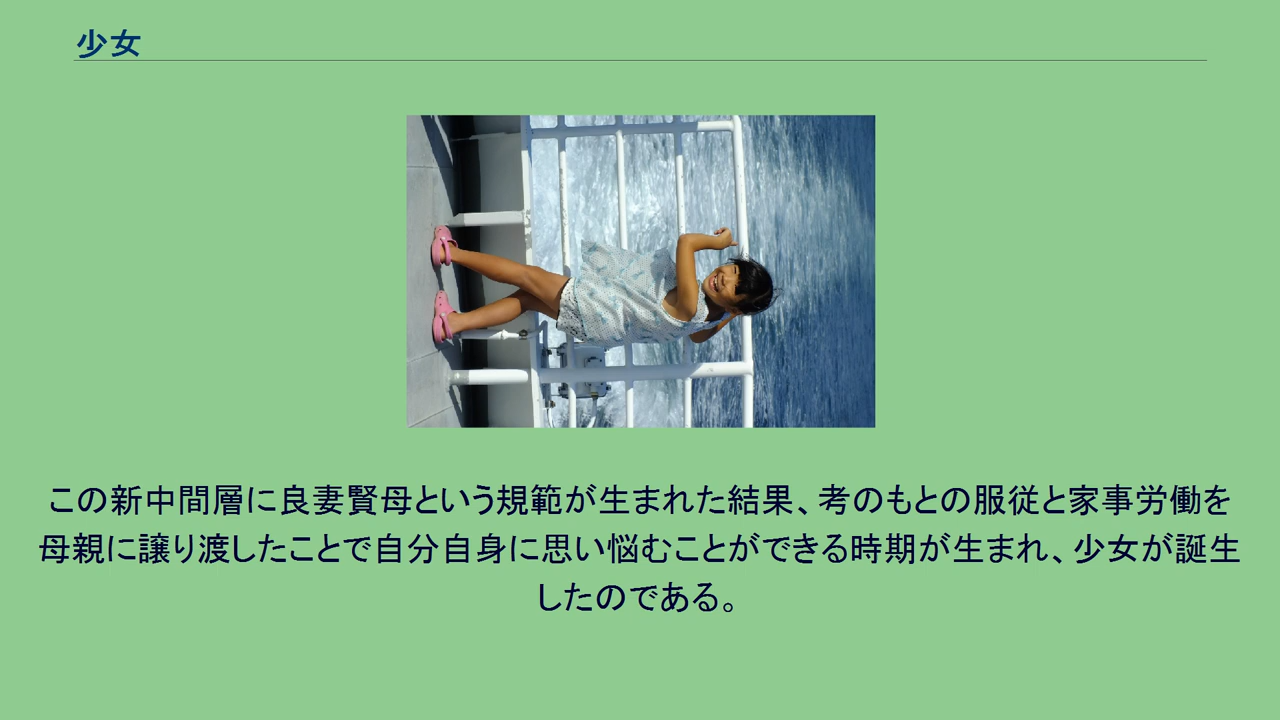 少女
この新中間層に良妻賢母という規範が生まれた結果、考のもとの服従と家事労働を
母親に譲り渡したことで自分自身に思い悩むことができる時期が生まれ、少女が誕生
したのである。